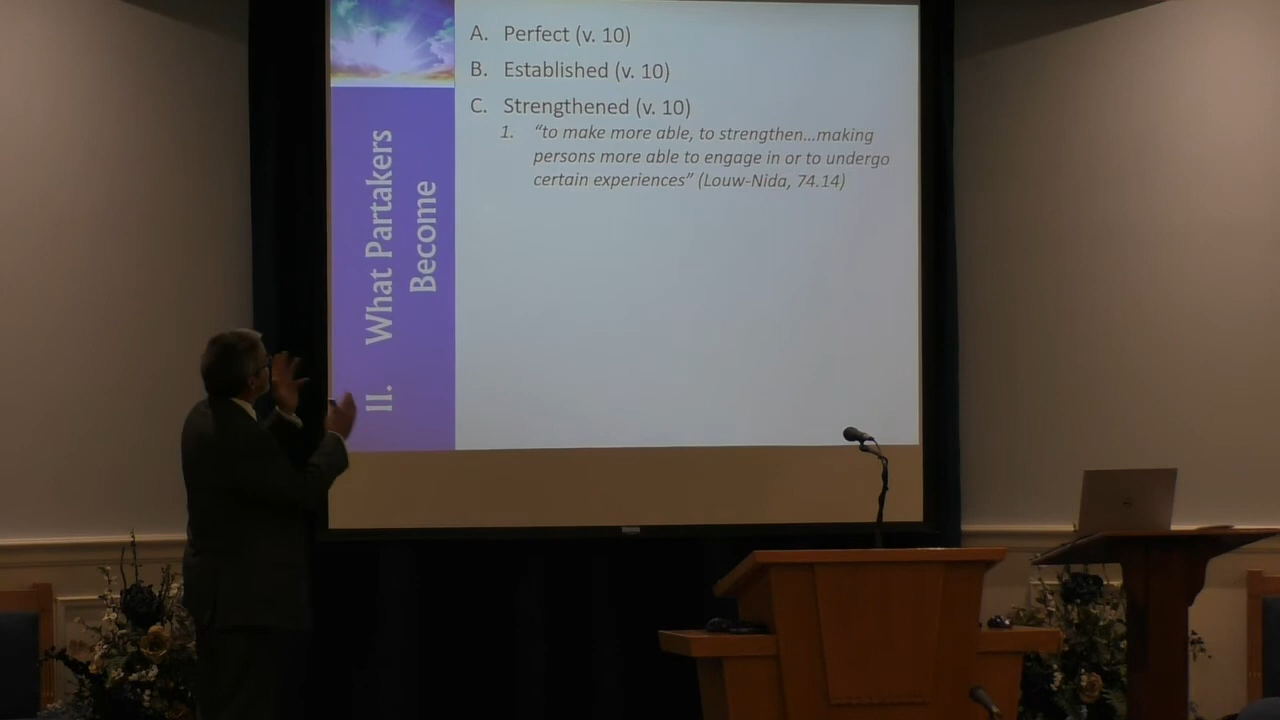 II. What Partakers
Become
A. Perfect (v. 10)
B. Established (v. 10)
C. Strengthened (v. 10)
1. “to make more able, to strengthen…making
persons more able to engage in or to undergo
certain experiences” (Louw-Nida, 74.14)